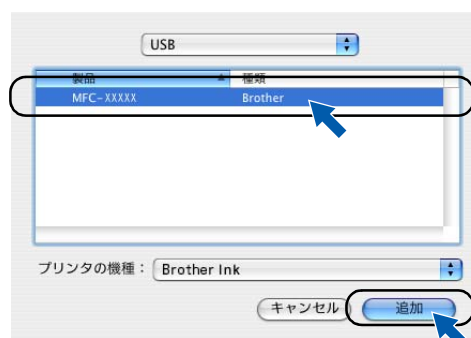 USB
製品 種類
MFC-XXXXX Brother
プリンタの機種： Brother Ink
キャンセル 追加